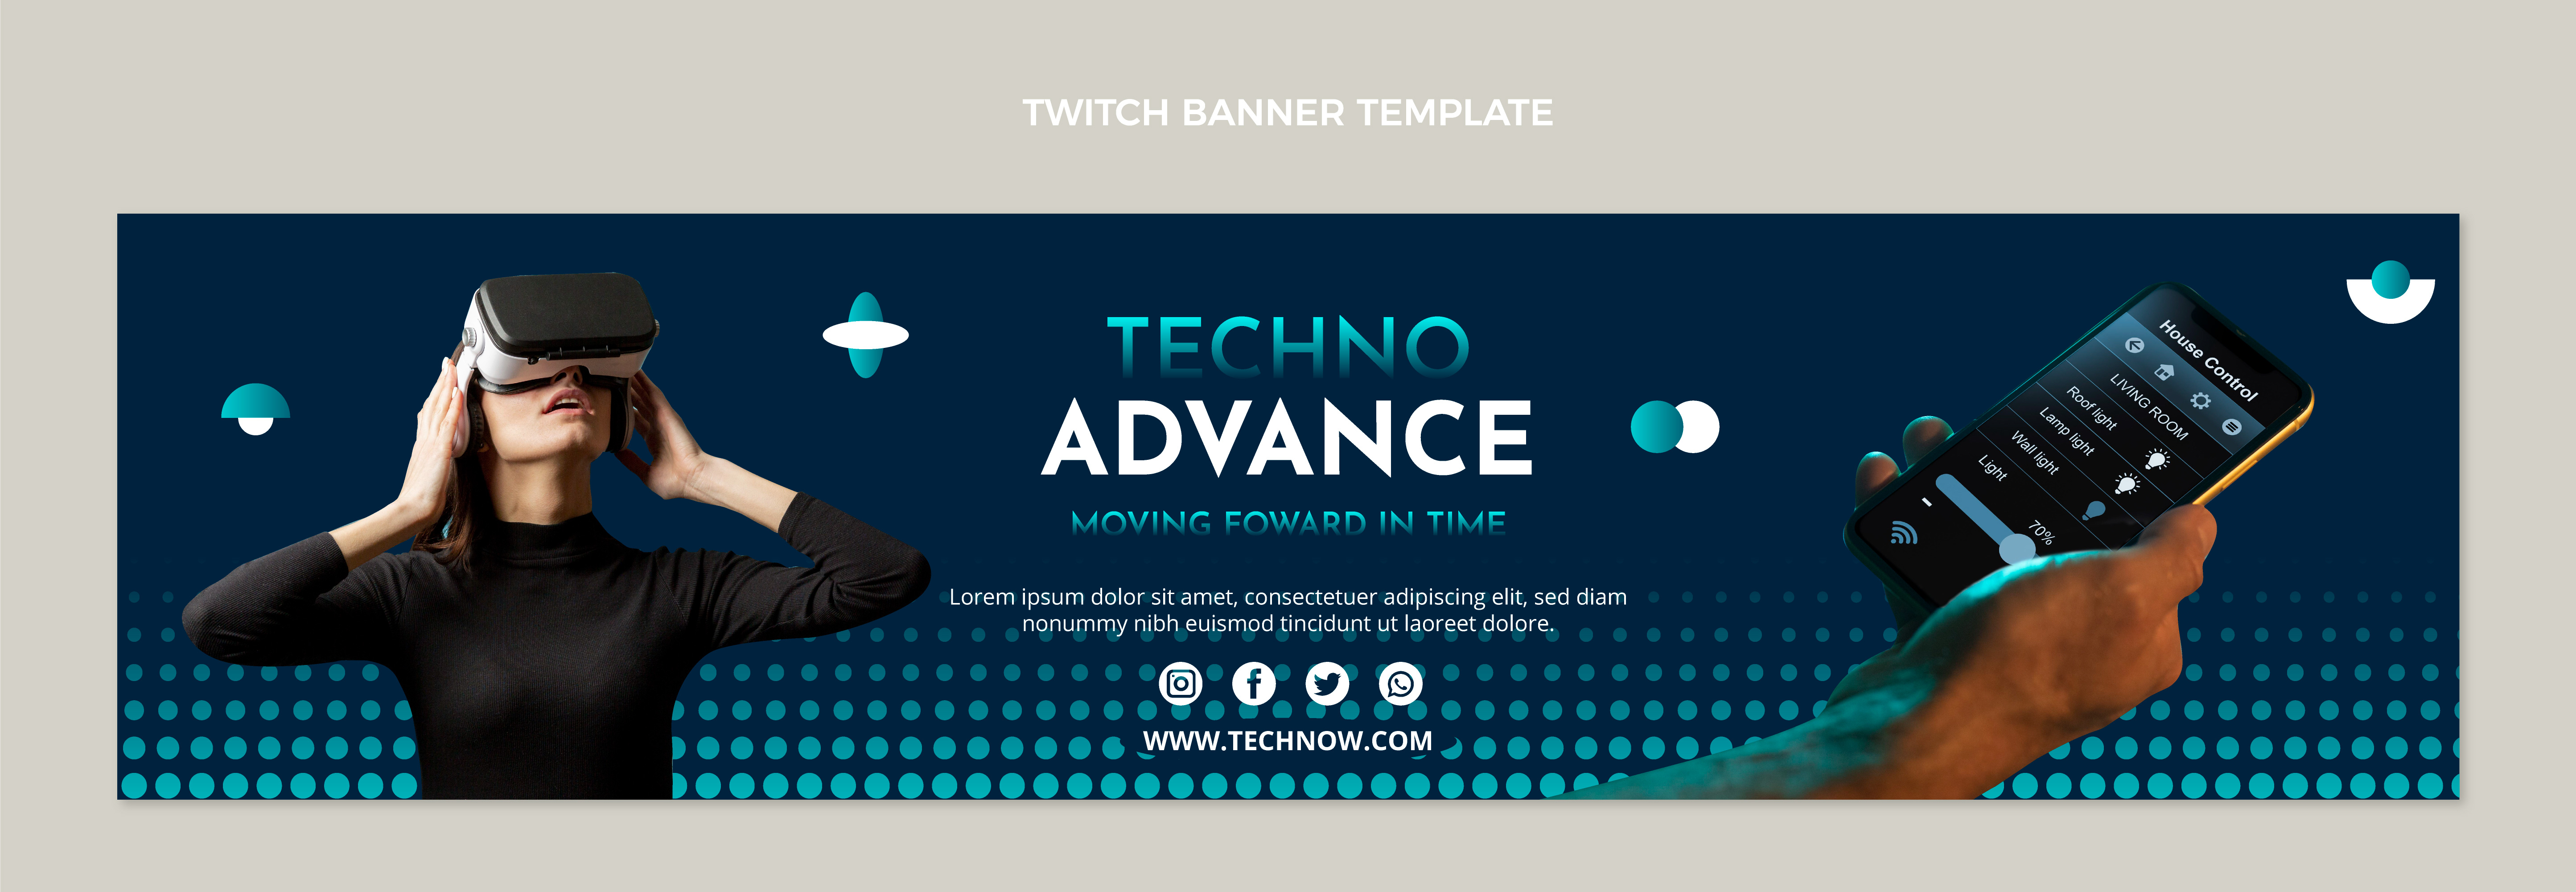 TWITCH BANNER TEMPLATE
TECHNO
ADVANCE
MOVING FOWARD IN TIME
Lorem ipsum dolor sit amet, consectetuer adipiscing elit, sed diam
nonummy nibh euismod tincidunt ut laoreet dolore.
WWW.TECHNOW.COM
House Control
LIVING ROOM
Roof light
Lamp light
Wall light
Light
70%